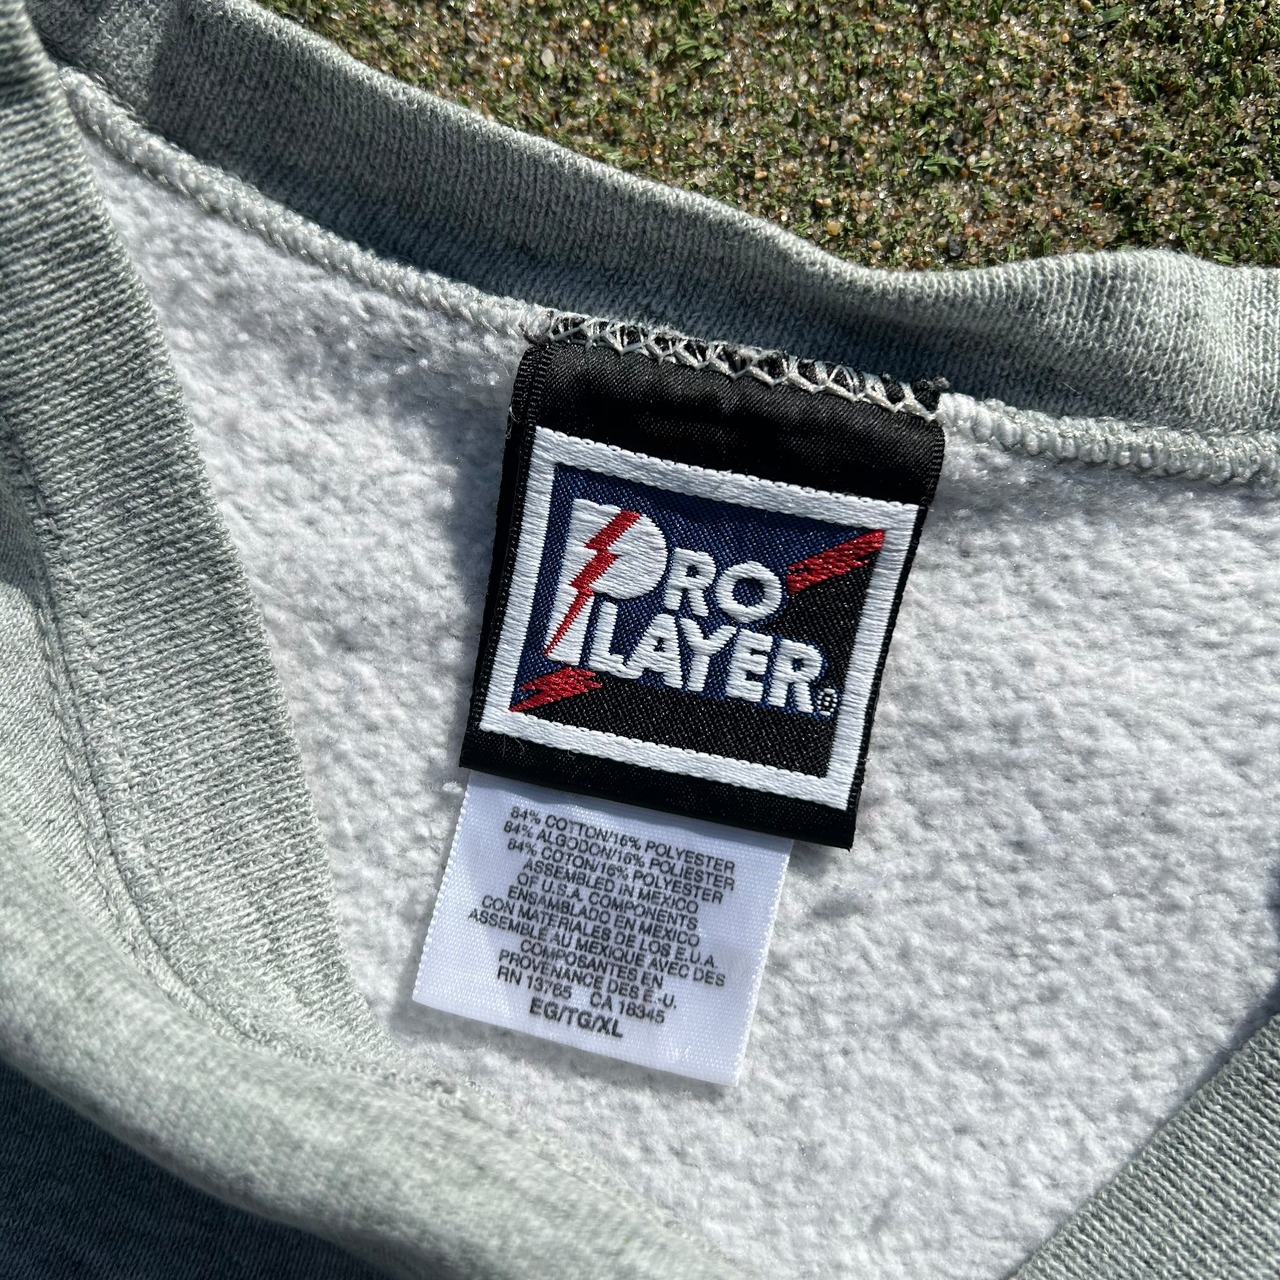 PRO
PLAYER®
84% COTTON/16% POLYESTER
84% ALGODON/16% POLIESTER
84% COTON/16% POLYESTER
ASSEMBLED IN MEXICO
OF U.S.A. COMPONENTS
ENSAMBLADO EN MEXICO
CON MATERIALES DE LOS E.U.A.
ASSEMBLÉ AU MEXIQUE AVEC DES
COMPOSANTES EN
PROVENANCE DES É.-U.
RN 13765 CA 18345
EG/TG/XL